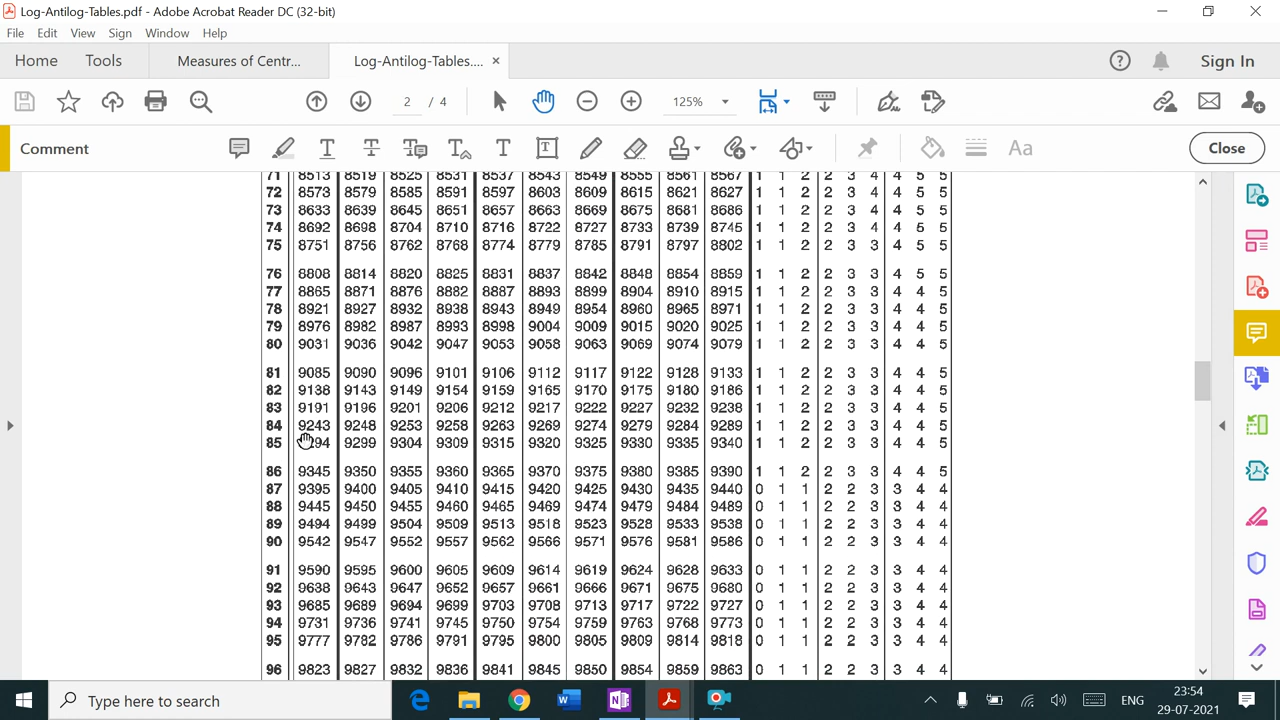 Log-Antilog-Tables.pdf - Adobe Acrobat Reader DC (32-bit)
File Edit View Sign Window Help
Home Tools Measures of Centr... Log-Antilog-Tables.... × Sign In
2 / 4 125%
Comment Close
71 8513 8519 8525 8531 8537 8543 8549 8555 8561 8567 1 1 2 2 3 4 4 5 5
72 8573 8579 8585 8591 8597 8603 8609 8615 8621 8627 1 1 2 2 3 4 4 5 5
73 8633 8639 8645 8651 8657 8663 8669 8675 8681 8686 1 1 2 2 3 4 4 5 5
74 8692 8698 8704 8710 8716 8722 8727 8733 8739 8745 1 1 2 2 3 4 4 5 5
75 8751 8756 8762 8768 8774 8779 8785 8791 8797 8802 1 1 2 2 3 3 4 5 5
76 8808 8814 8820 8825 8831 8837 8842 8848 8854 8859 1 1 2 2 3 3 4 5 5
77 8865 8871 8876 8882 8887 8893 8899 8904 8910 8915 1 1 2 2 3 3 4 4 5
78 8921 8927 8932 8938 8943 8949 8954 8960 8965 8971 1 1 2 2 3 3 4 4 5
79 8976 8982 8987 8993 8998 9004 9009 9015 9020 9025 1 1 2 2 3 3 4 4 5
80 9031 9036 9042 9047 9053 9058 9063 9069 9074 9079 1 1 2 2 3 3 4 4 5
81 9085 9090 9096 9101 9106 9112 9117 9122 9128 9133 1 1 2 2 3 3 4 4 5
82 9138 9143 9149 9154 9159 9165 9170 9175 9180 9186 1 1 2 2 3 3 4 4 5
83 9191 9196 9201 9206 9212 9217 9222 9227 9232 9238 1 1 2 2 3 3 4 4 5
84 9243 9248 9253 9258 9263 9269 9274 9279 9284 9289 1 1 2 2 3 3 4 4 5
85 9294 9299 9304 9309 9315 9320 9325 9330 9335 9340 1 1 2 2 3 3 4 4 5
86 9345 9350 9355 9360 9365 9370 9375 9380 9385 9390 1 1 2 2 3 3 4 4 5
87 9395 9400 9405 9410 9415 9420 9425 9430 9435 9440 0 1 1 2 2 3 3 4 4
88 9445 9450 9455 9460 9465 9469 9474 9479 9484 9489 0 1 1 2 2 3 3 4 4
89 9494 9499 9504 9509 9513 9518 9523 9528 9533 9538 0 1 1 2 2 3 3 4 4
90 9542 9547 9552 9557 9562 9566 9571 9576 9581 9586 0 1 1 2 2 3 3 4 4
91 9590 9595 9600 9605 9609 9614 9619 9624 9628 9633 0 1 1 2 2 3 3 4 4
92 9638 9643 9647 9652 9657 9661 9666 9671 9675 9680 0 1 1 2 2 3 3 4 4
93 9685 9689 9694 9699 9703 9708 9713 9717 9722 9727 0 1 1 2 2 3 3 4 4
94 9731 9736 9741 9745 9750 9754 9759 9763 9768 9773 0 1 1 2 2 3 3 4 4
95 9777 9782 9786 9791 9795 9800 9805 9809 9814 9818 0 1 1 2 2 3 3 4 4
96 9823 9827 9832 9836 9841 9845 9850 9854 9859 9863 0 1 1 2 2 3 3 4 4
Type here to search ENG 23:54
29-07-2021